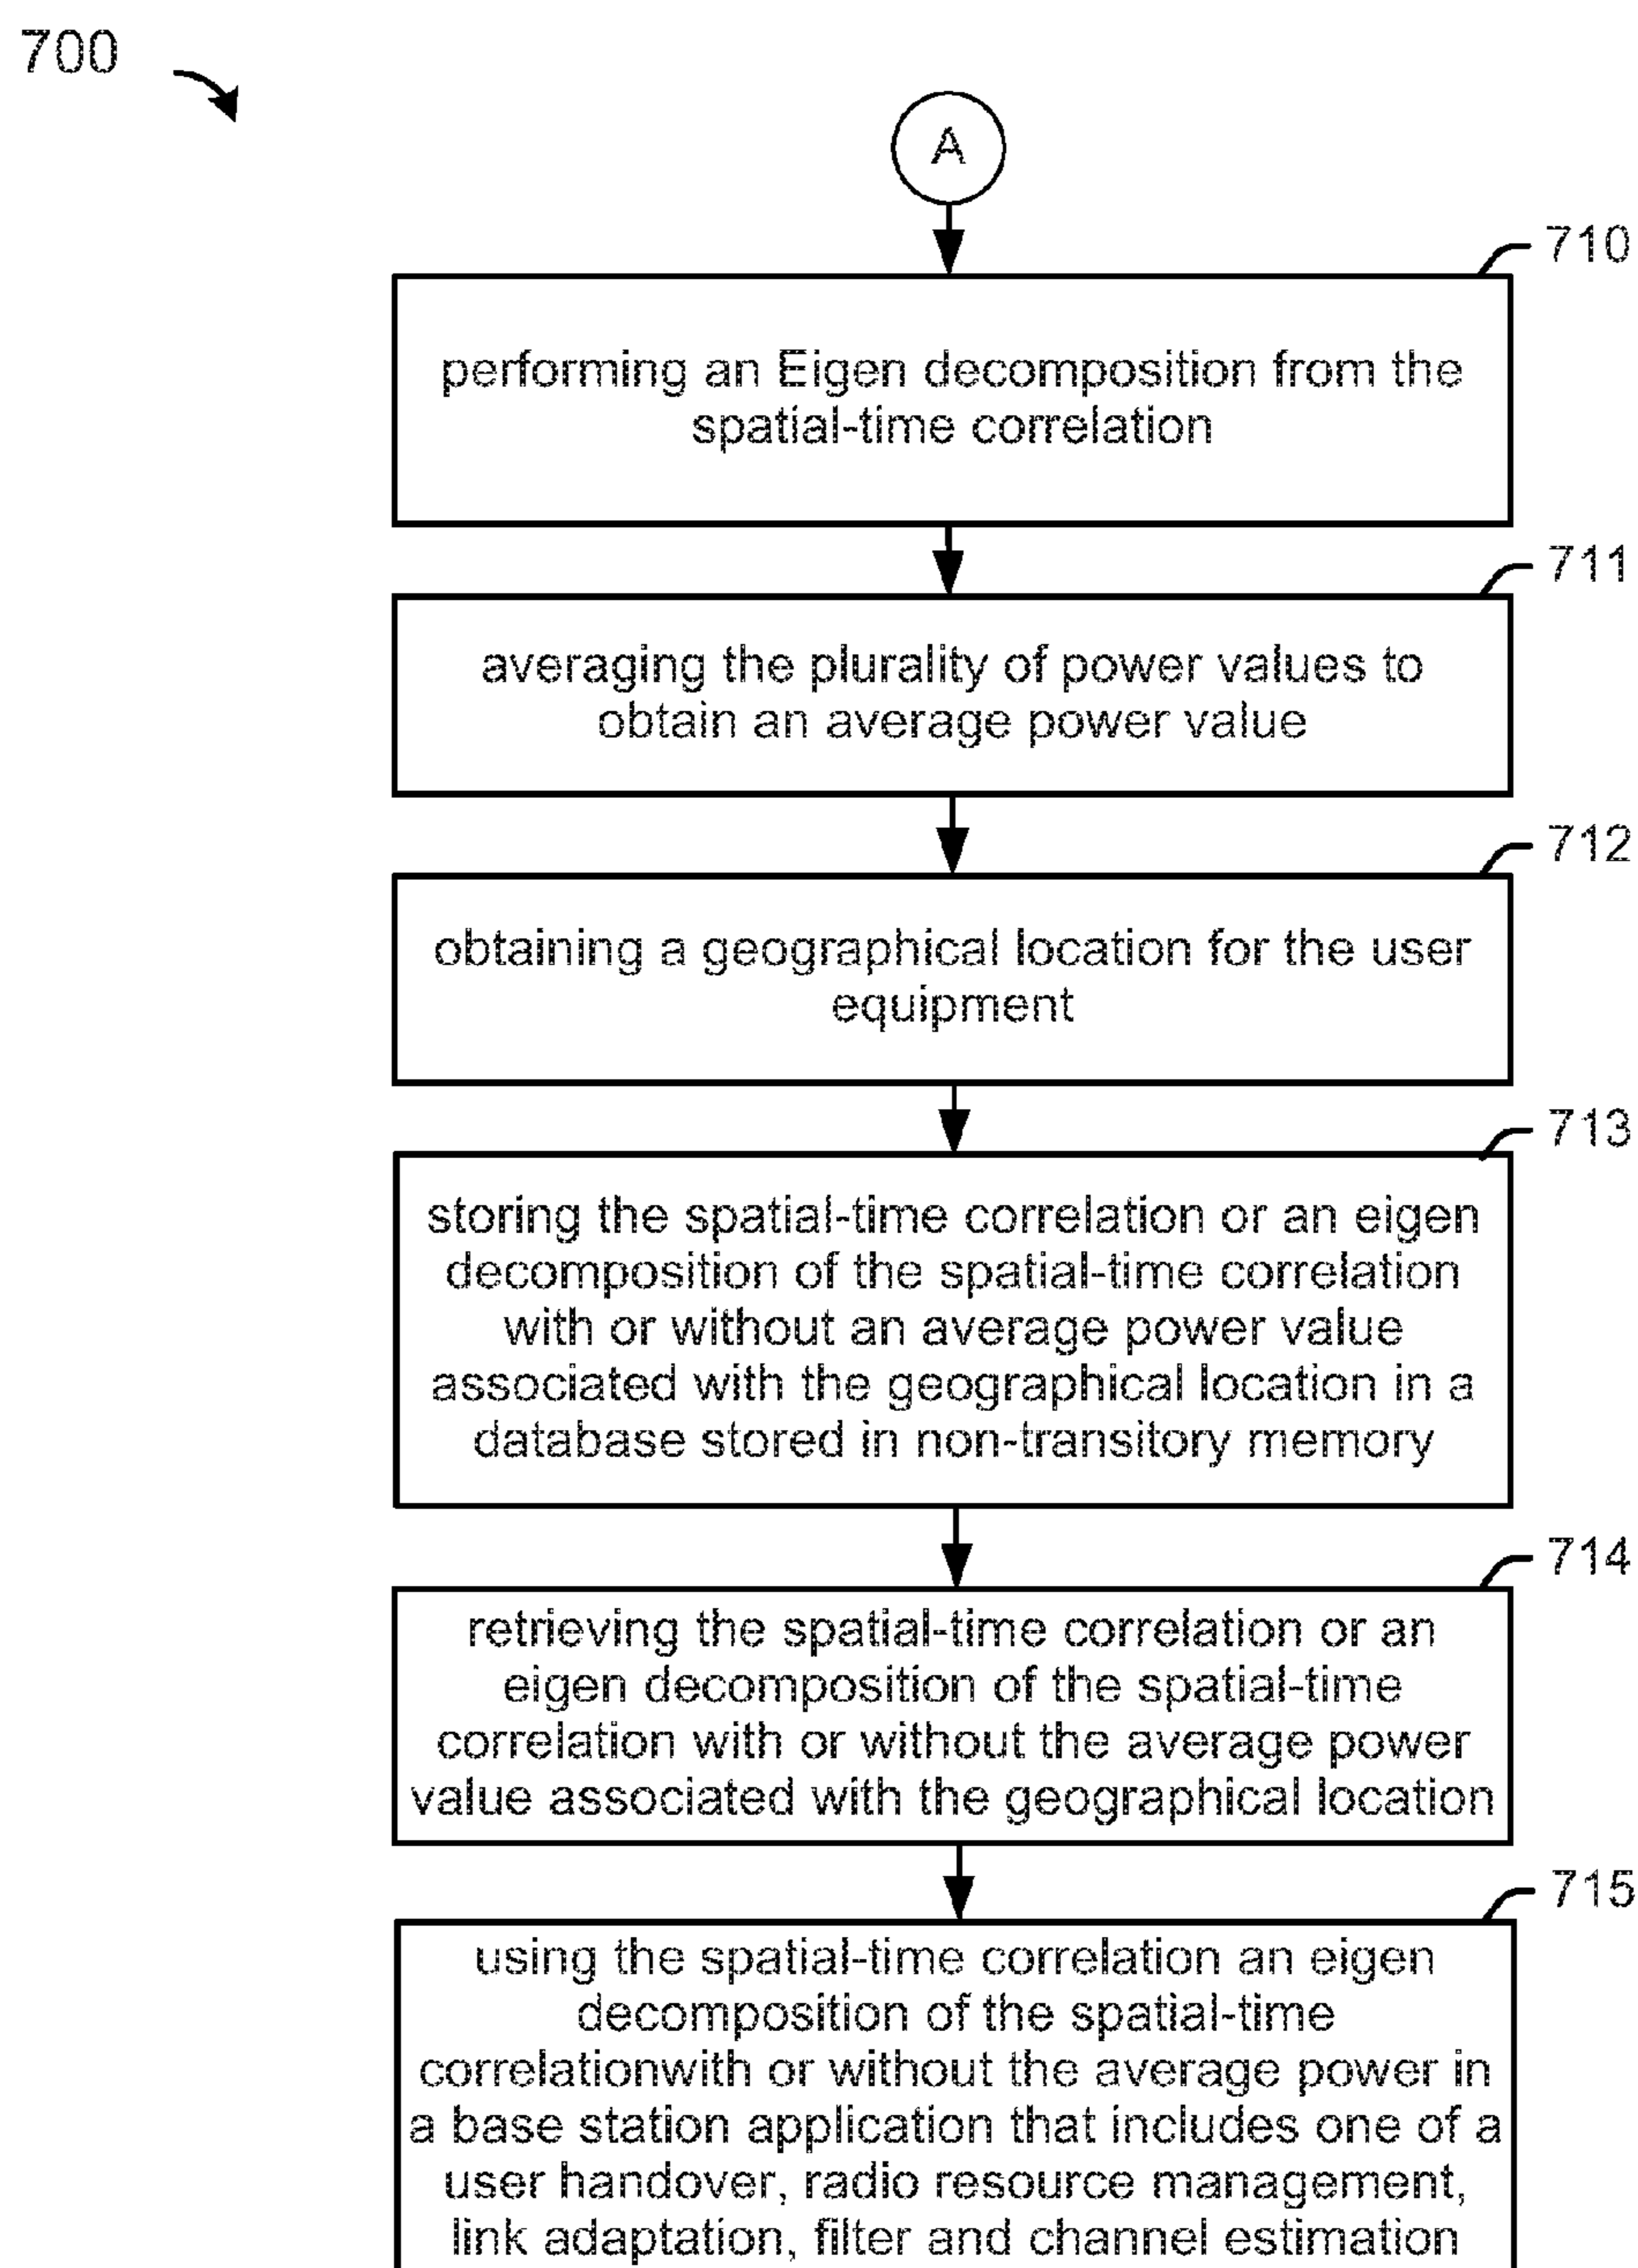 700
A
710
performing an Eigen decomposition from the
spatial-time correlation
711
averaging the plurality of power values to
obtain an average power value
712
obtaining a geographical location for the user
equipment
713
storing the spatial-time correlation or an eigen
decomposition of the spatial-time correlation
with or without an average power value
associated with the geographical location in a
database stored in non-transitory memory
714
retrieving the spatial-time correlation or an
eigen decomposition of the spatial-time
correlation with or without the average power
value associated with the geographical location
715
using the spatial-time correlation an eigen
decomposition of the spatial-time
correlationwith or without the average power in
a base station application that includes one of a
user handover, radio resource management,
link adaptation, filter and channel estimation